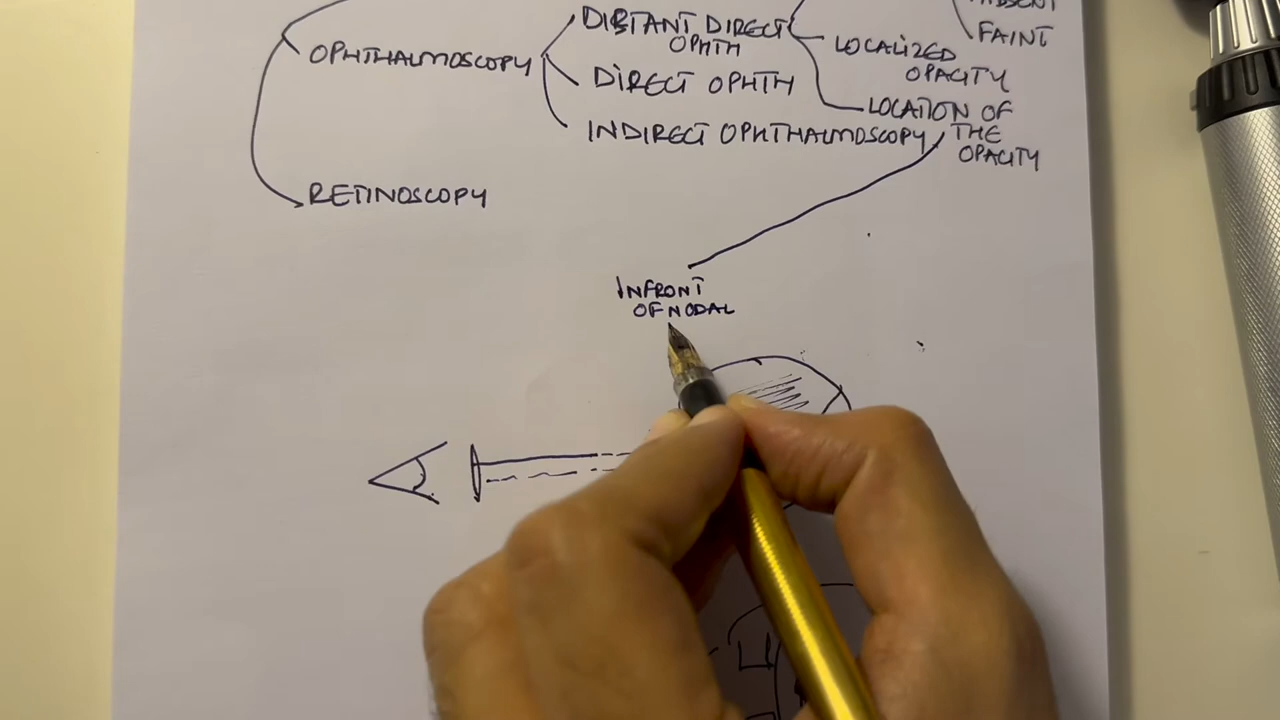 FAINT
DISTANT DIRECT
OPHTH
LOCALIZED
OPACITY
OPHTHALMOSCOPY
DIRECT OPHTH
LOCATION OF
THE
OPACITY
INDIRECT OPHTHALMOSCOPY
RETINOSCOPY
INFRONT
OF NODAL